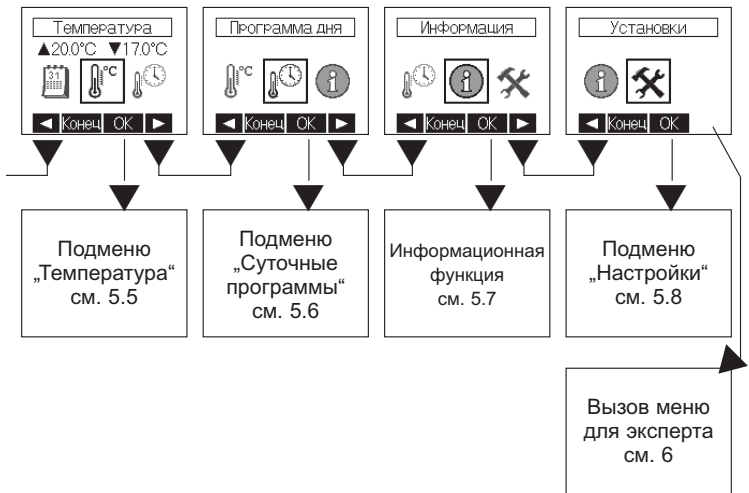 Температура
▲20.0°C ▼17.0°C
31
°C
◄ Конец OK ►
Программа дня
°C
◄ Конец OK ►
Информация
◄ Конец OK ►
Установки
◄ Конец OK
Подменю
„Температура“
см. 5.5
Подменю
„Суточные
программы“
см. 5.6
Информационная
функция
см. 5.7
Подменю
„Настройки“
см. 5.8
Вызов меню
для эксперта
см. 6